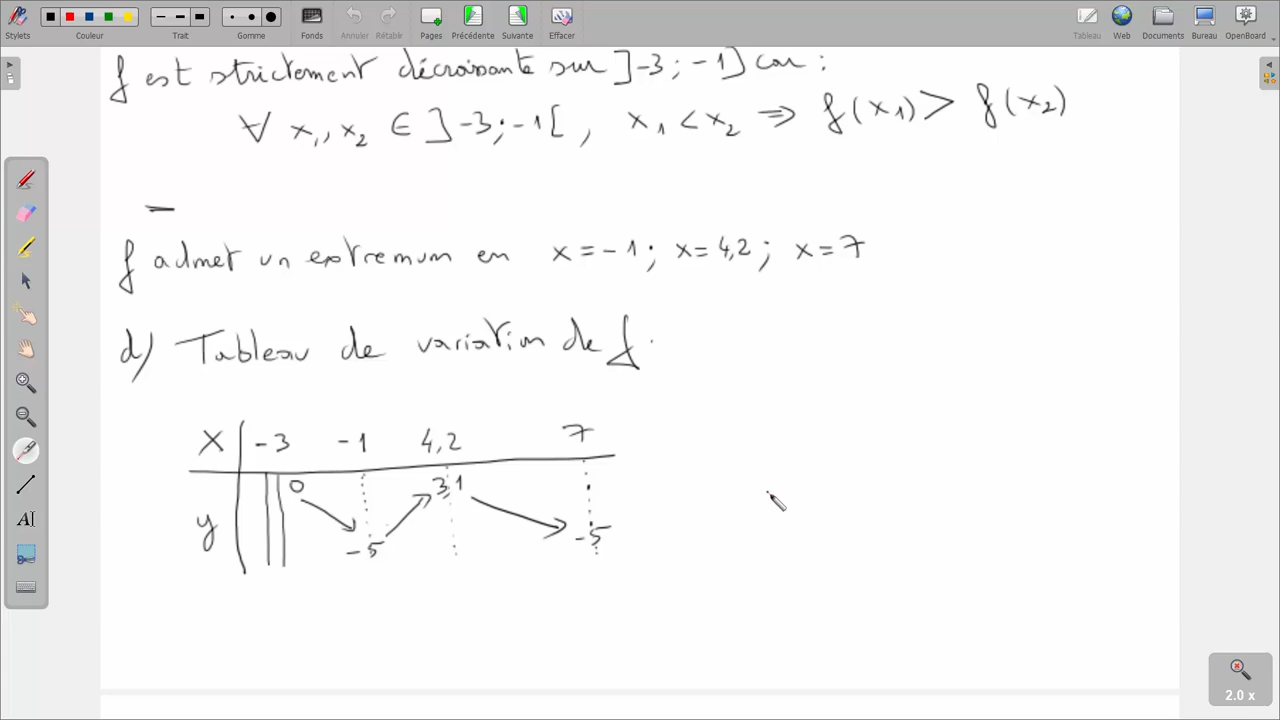 Stylets Couleur Trait Gomme Fonds Annuler Rétablir Pages Précédente Suivante Effacer Tableau Web Documents Bureau OpenBoard
f est strictement décroissante sur ]-3 ; -1] car :
∀ x₁, x₂ ∈ ]-3 ; -1[ , x₁ < x₂ ⇒ f(x₁) > f(x₂)
f admet un extremum en x = -1 ; x = 4,2 ; x = 7
d) Tableau de variation de f.
x -3 -1 4,2 7
0 3,1
y
-5 -5
2.0 x